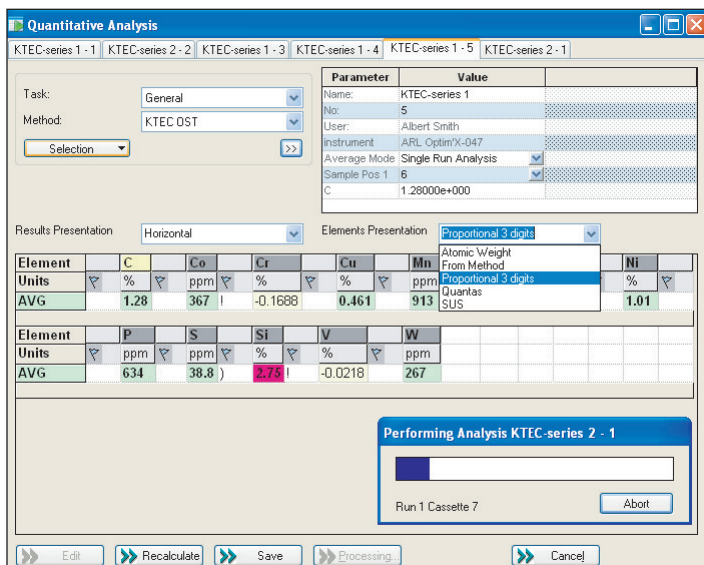 Quantitative Analysis
KTEC-series 1 - 1 KTEC-series 2 - 2 KTEC-series 1 - 3 KTEC-series 1 - 4 KTEC-series 1 - 5 KTEC-series 2 - 1
Task: General
Method: KTEC OST
Selection >>
Parameter Value
Name: KTEC-series 1
No: 5
User: Albert Smith
instrument ARL Optim'X-047
Average Mode Single Run Analysis
Sample Pos 1 6
C 1.28000e+000
Results Presentation Horizontal Elements Presentation Proportional 3 digits
Atomic Weight
From Method
Proportional 3 digits
Quantas
SUS
Element C Co Cr Cu Mn Ni
Units % ppm % % ppm %
AVG 1.28 367 ! -0.1688 0.461 913 1.01
Element P S Si V W
Units ppm ppm % % ppm
AVG 634 38.8 ) 2.75 ! -0.0218 267
Performing Analysis KTEC-series 2 - 1
Run 1 Cassette 7 Abort
Edit Recalculate Save Processing... Cancel